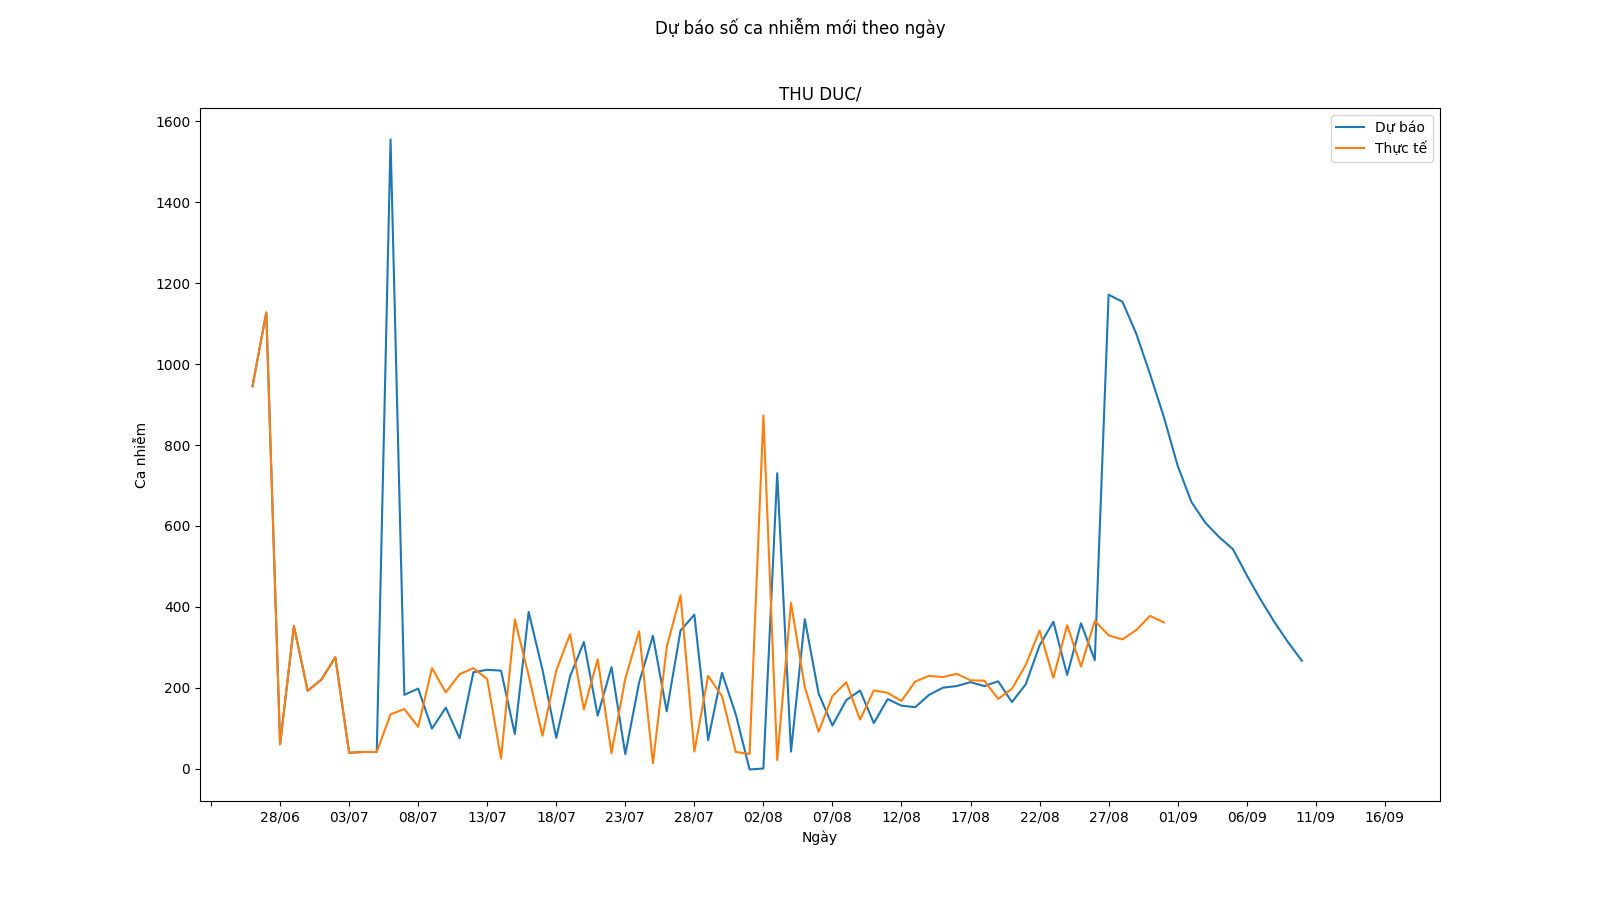 Dự báo số ca nhiễm mới theo ngày
THU DUC/
Dự báo
Thực tế
1600
1400
1200
1000
800
600
400
200
0
Ca nhiễm
28/06 03/07 08/07 13/07 18/07 23/07 28/07 02/08 07/08 12/08 17/08 22/08 27/08 01/09 06/09 11/09 16/09
Ngày